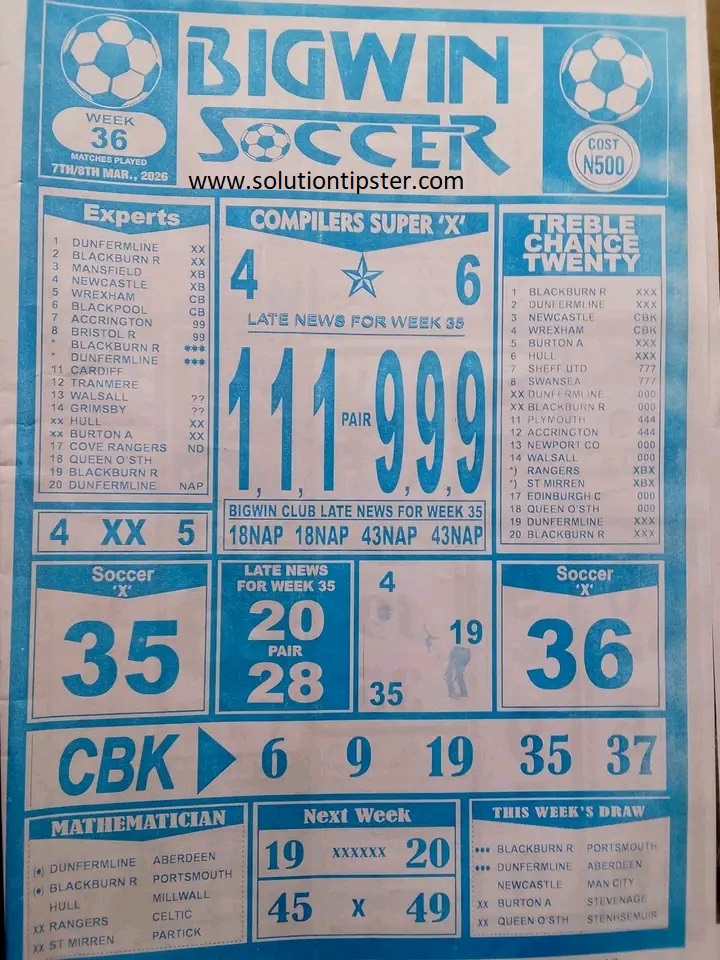 BIGWIN
SOCCER
WEEK
36
MATCHES PLAYED
7TH/8TH MAR., 2026
COST
N500
www.solutiontipster.com
Experts
1 DUNFERMLINE XX
2 BLACKBURN R XX
3 MANSFIELD XB
4 NEWCASTLE XB
5 WREXHAM CB
6 BLACKPOOL CB
7 ACCRINGTON 99
8 BRISTOL R 99
* BLACKBURN R ***
* DUNFERMLINE ***
11 CARDIFF
12 TRANMERE
13 WALSALL ??
14 GRIMSBY ??
XX HULL XX
XX BURTON A XX
17 COVE RANGERS ND
18 QUEEN O'STH
19 BLACKBURN R
20 DUNFERMLINE NAP
4 XX 5
COMPILERS SUPER 'X'
4 6
LATE NEWS FOR WEEK 35
1,1,1 PAIR 9,9,9
BIGWIN CLUB LATE NEWS FOR WEEK 35
18NAP 18NAP 43NAP 43NAP
TREBLE
CHANCE
TWENTY
1 BLACKBURN R XXX
2 DUNFERMLINE XXX
3 NEWCASTLE CBK
4 WREXHAM CBK
5 BURTON A XXX
6 HULL XXX
7 SHEFF UTD 777
8 SWANSEA 777
XX DUNFERMLINE 000
XX BLACKBURN R 000
11 PLYMOUTH 444
12 ACCRINGTON 444
13 NEWPORT CO 000
14 WALSALL 000
*) RANGERS XBX
*) ST MIRREN XBX
17 EDINBURGH C 000
18 QUEEN O'STH 000
19 DUNFERMLINE XXX
20 BLACKBURN R XXX
Soccer
'X'
35
LATE NEWS
FOR WEEK 35
20
PAIR
28
4
19
35
Soccer
'X'
36
CBK 6 9 19 35 37
MATHEMATICIAN
(*) DUNFERMLINE ABERDEEN
(*) BLACKBURN R PORTSMOUTH
HULL MILLWALL
XX RANGERS CELTIC
XX ST MIRREN PARTICK
Next Week
19 XXXXXX 20
45 X 49
THIS WEEK'S DRAW
*** BLACKBURN R PORTSMOUTH
*** DUNFERMLINE ABERDEEN
NEWCASTLE MAN CITY
XX BURTON A STEVENAGE
XX QUEEN O'STH STENHSEMUIR